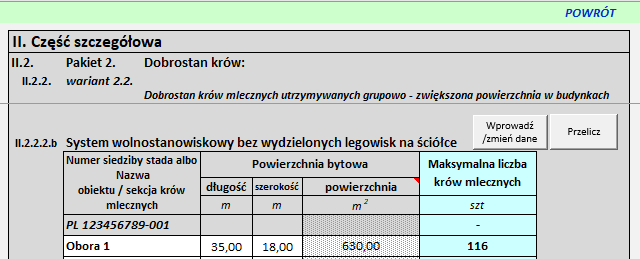 POWRÓT
II. Część szczegółowa
II.2. Pakiet 2. Dobrostan krów:
II.2.2. wariant 2.2.
Dobrostan krów mlecznych utrzymywanych grupowo - zwiększona powierzchnia w budynkach
II.2.2.2.b System wolnostanowiskowy bez wydzielonych legowisk na ściółce
Wprowadź
/zmień dane
Przelicz
Numer siedziby stada albo
Nazwa
obiektu / sekcja krów
mlecznych
Powierzchnia bytowa
Maksymalna liczba
krów mlecznych
długość szerokość powierzchnia
m m m 2 szt
PL 123456789-001 -
Obora 1 35,00 18,00 630,00 116